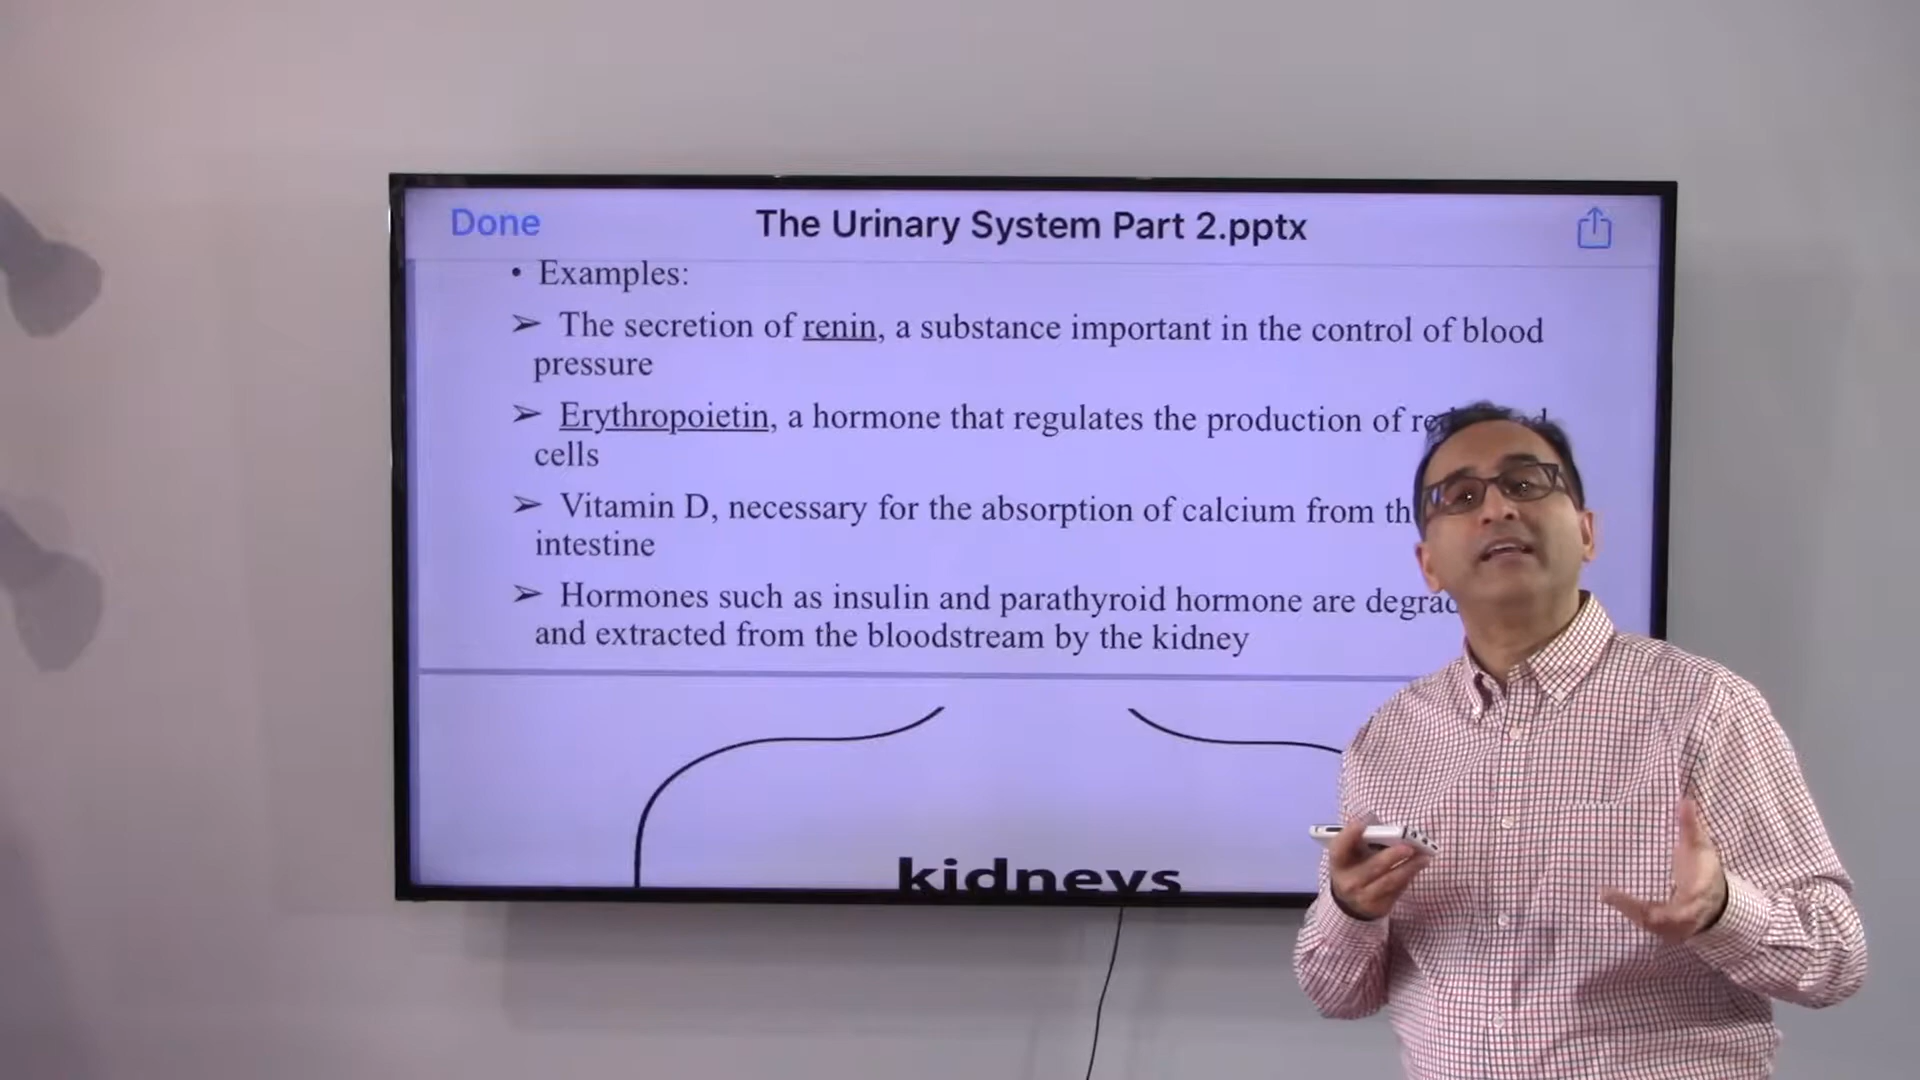 Done The Urinary System Part 2.pptx
• Examples:
➢ The secretion of renin, a substance important in the control of blood
pressure
➢ Erythropoietin, a hormone that regulates the production of
cells
➢ Vitamin D, necessary for the absorption of calcium from
intestine
➢ Hormones such as insulin and parathyroid hormone are
and extracted from the bloodstream by the kidney
kidneys